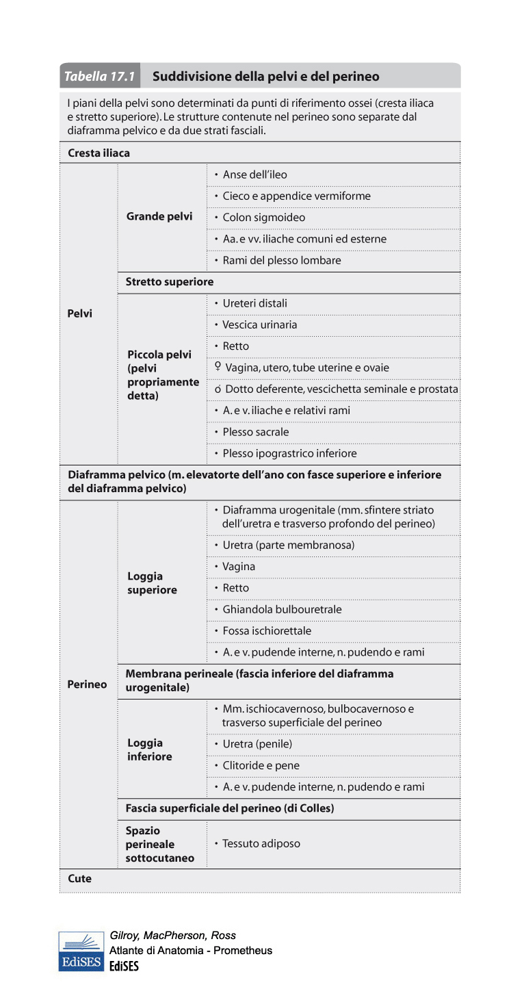 Tabella 17.1 Suddivisione della pelvi e del perineo
I piani della pelvi sono determinati da punti di riferimento ossei (cresta iliaca
e stretto superiore). Le strutture contenute nel perineo sono separate dal
diaframma pelvico e da due strati fasciali.
Cresta iliaca
Pelvi
Grande pelvi
• Anse dell’ileo
• Cieco e appendice vermiforme
• Colon sigmoideo
• Aa. e vv. iliache comuni ed esterne
• Rami del plesso lombare
Stretto superiore
Piccola pelvi
(pelvi
propriamente
detta)
• Ureteri distali
• Vescica urinaria
• Retto
♀ Vagina, utero, tube uterine e ovaie
♂ Dotto deferente, vescichetta seminale e prostata
• A. e v. iliache e relativi rami
• Plesso sacrale
• Plesso ipograstrico inferiore
Diaframma pelvico (m. elevatorte dell’ano con fasce superiore e inferiore
del diaframma pelvico)
Perineo
Loggia
superiore
• Diaframma urogenitale (mm. sfintere striato
dell’uretra e trasverso profondo del perineo)
• Uretra (parte membranosa)
• Vagina
• Retto
• Ghiandola bulbouretrale
• Fossa ischiorettale
• A. e v. pudende interne, n. pudendo e rami
Membrana perineale (fascia inferiore del diaframma
urogenitale)
Loggia
inferiore
• Mm. ischiocavernoso, bulbocavernoso e
trasverso superficiale del perineo
• Uretra (penile)
• Clitoride e pene
• A. e v. pudende interne, n. pudendo e rami
Fascia superficiale del perineo (di Colles)
Spazio
perineale
sottocutaneo
• Tessuto adiposo
Cute
EdiSES
Gilroy, MacPherson, Ross
Atlante di Anatomia - Prometheus
EdiSES